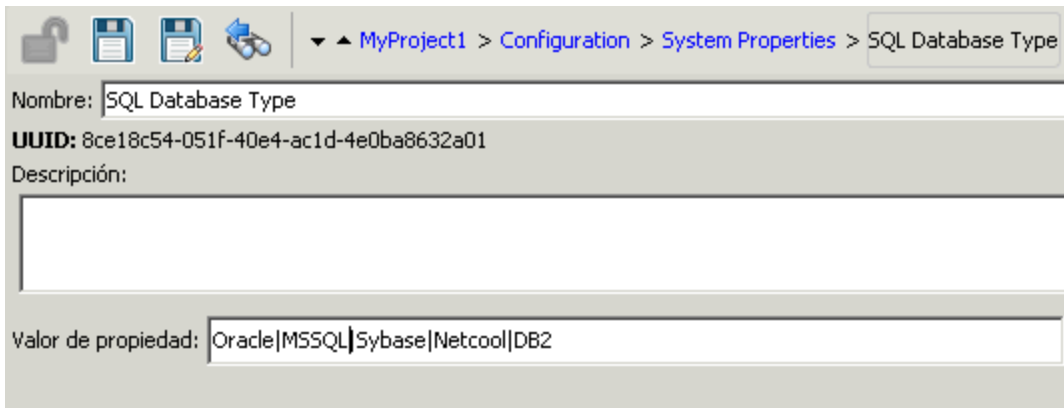 MyProject1 > Configuration > System Properties > SQL Database Type
Nombre: SQL Database Type
UUID: 8ce18c54-051f-40e4-ac1d-4e0ba8632a01
Descripción:
Valor de propiedad: Oracle|MSSQL|Sybase|Netcool|DB2